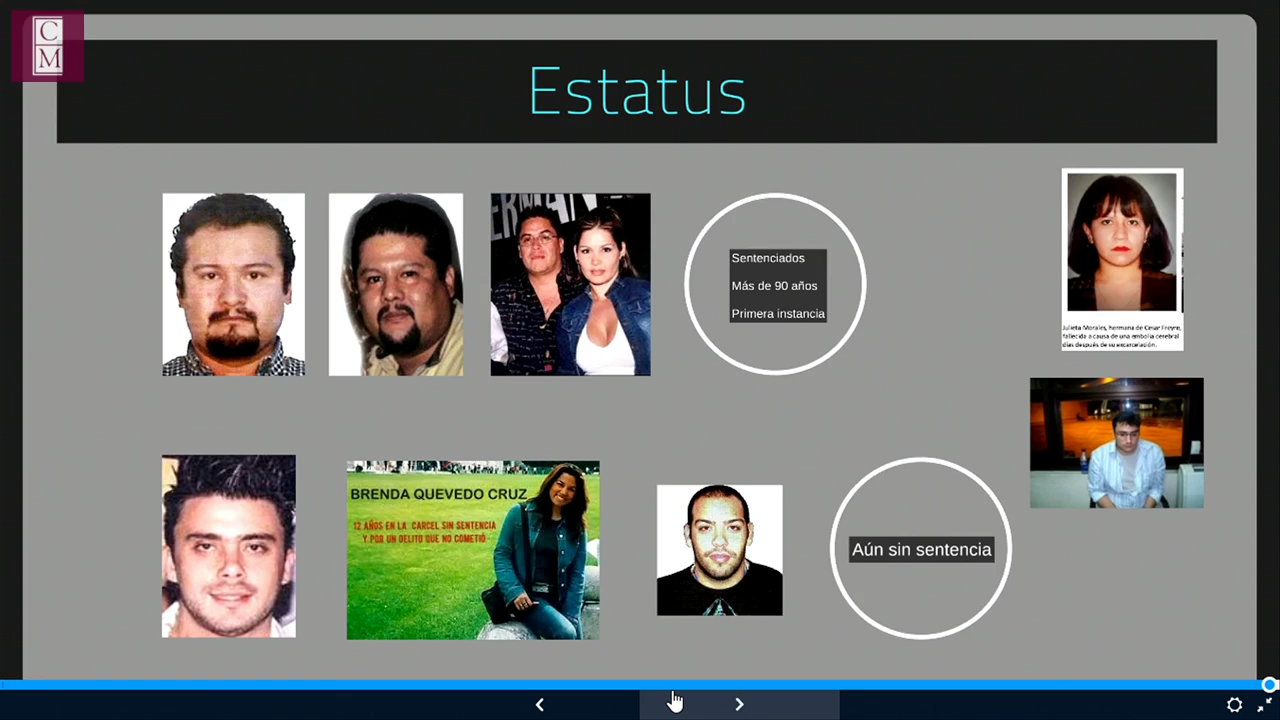 C
M
Estatus
ERMAN
Sentenciados
Más de 90 años
Primera instancia
Julieta Morales, hermana de Cesar Freyre,
fallecida a causa de una embolia cerebral
días después de su excarcelación.
BRENDA QUEVEDO CRUZ
12 AÑOS EN LA CARCEL SIN SENTENCIA
Y POR UN DELITO QUE NO COMETIÓ
Aún sin sentencia